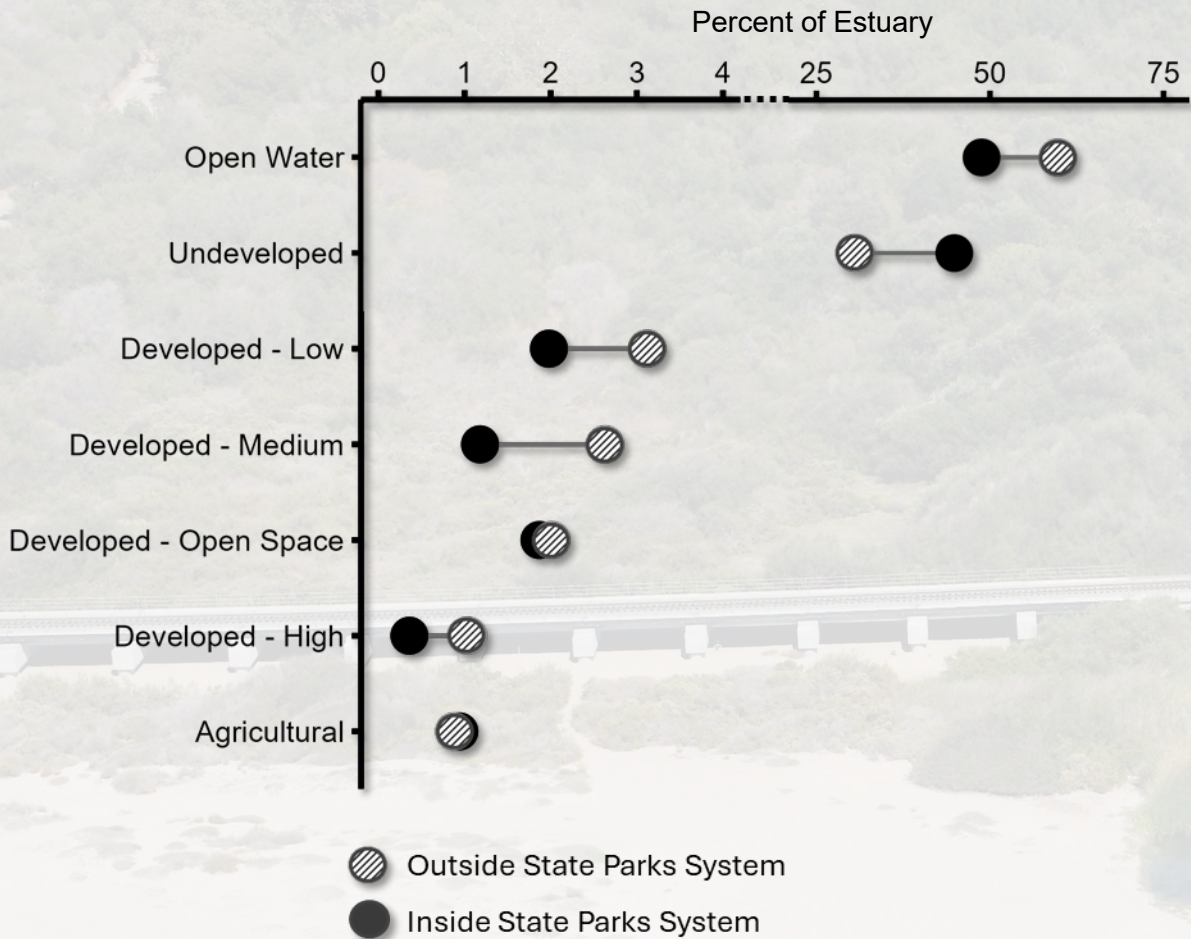 Percent of Estuary
0 1 2 3 4 25 50 75
Open Water
Undeveloped
Developed - Low
Developed - Medium
Developed - Open Space
Developed - High
Agricultural
Outside State Parks System
Inside State Parks System